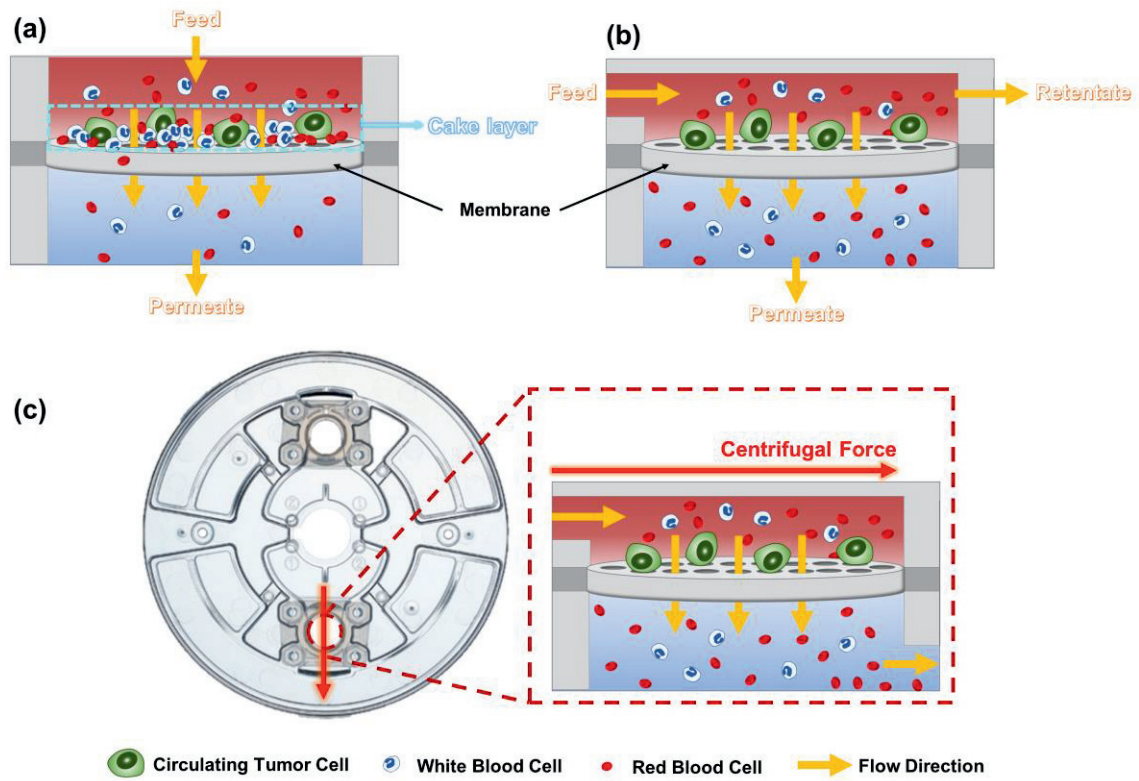 (a)
Feed
Cake layer
Membrane
Permeate
(b)
Feed
Retentate
Permeate
(c)
Centrifugal Force
Circulating Tumor Cell
White Blood Cell
Red Blood Cell
Flow Direction